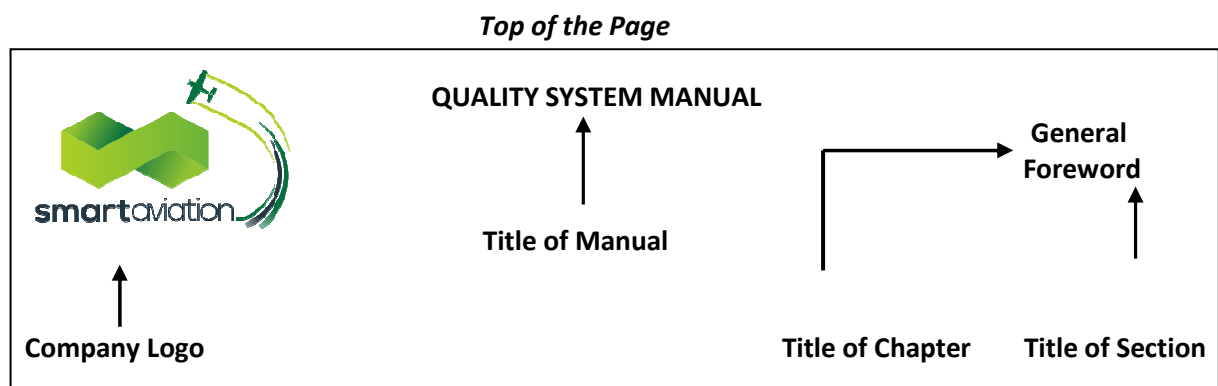 Top of the Page
QUALITY SYSTEM MANUAL
General
Foreword
smartaviation
Title of Manual
Company Logo
Title of Chapter
Title of Section